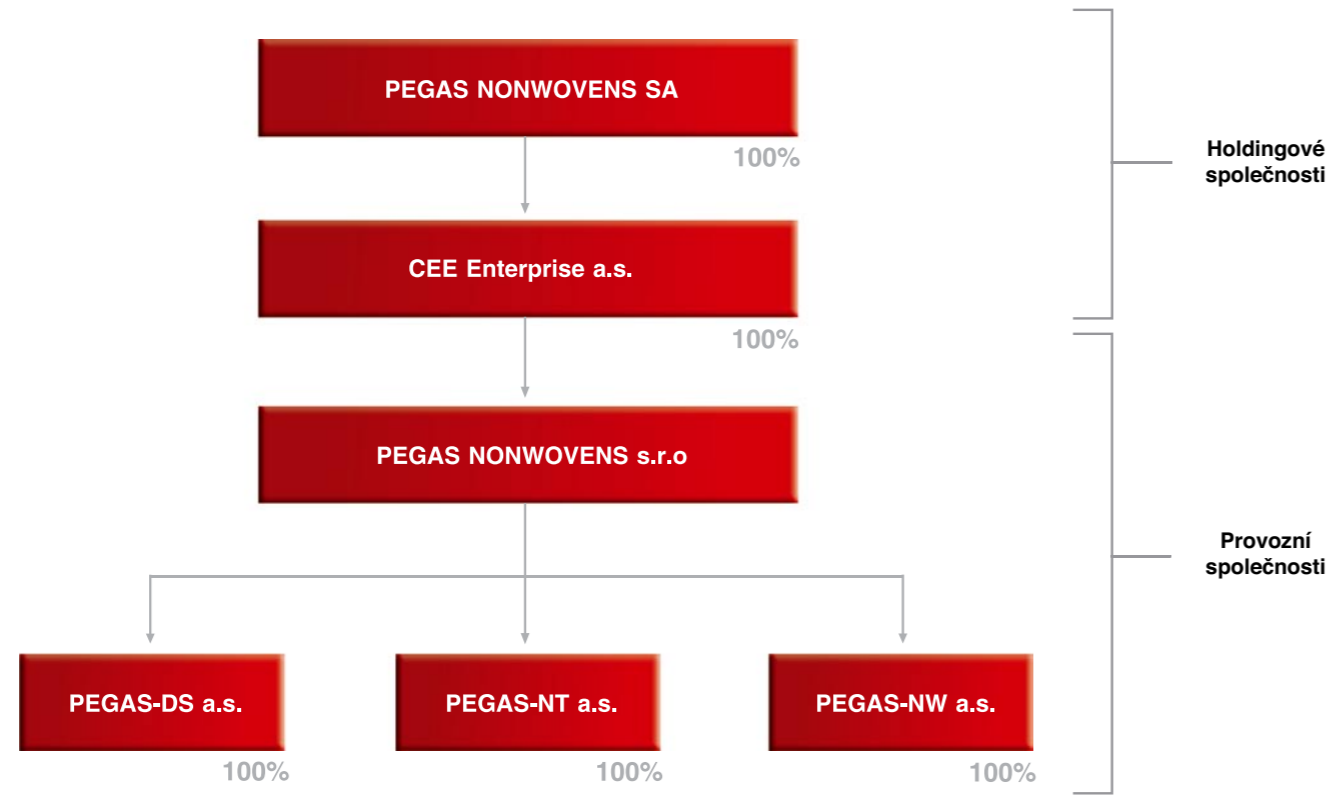 PEGAS NONWOVENS SA
100%
Holdingové
společnosti
CEE Enterprise a.s.
100%
PEGAS NONWOVENS s.r.o
Provozní
společnosti
PEGAS-DS a.s.
PEGAS-NT a.s.
PEGAS-NW a.s.
100%
100%
100%